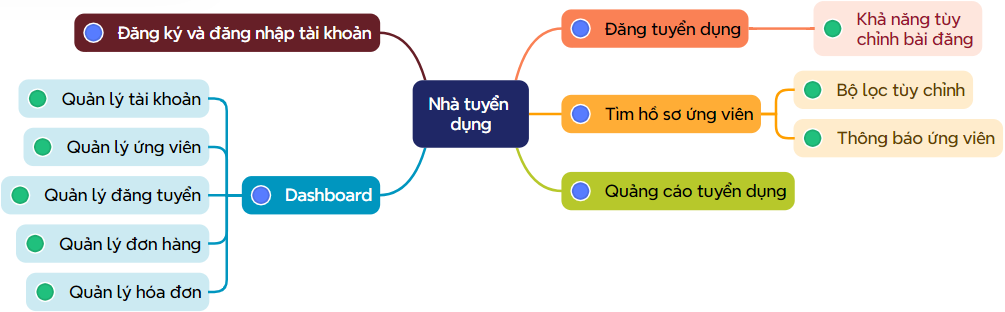 Đăng ký và đăng nhập tài khoản
Quản lý tài khoản
Quản lý ứng viên
Quản lý đăng tuyển
Quản lý đơn hàng
Quản lý hóa đơn
Dashboard
Nhà tuyển
dụng
Đăng tuyển dụng
Khả năng tùy
chỉnh bài đăng
Tìm hồ sơ ứng viên
Bộ lọc tùy chỉnh
Thông báo ứng viên
Quảng cáo tuyển dụng